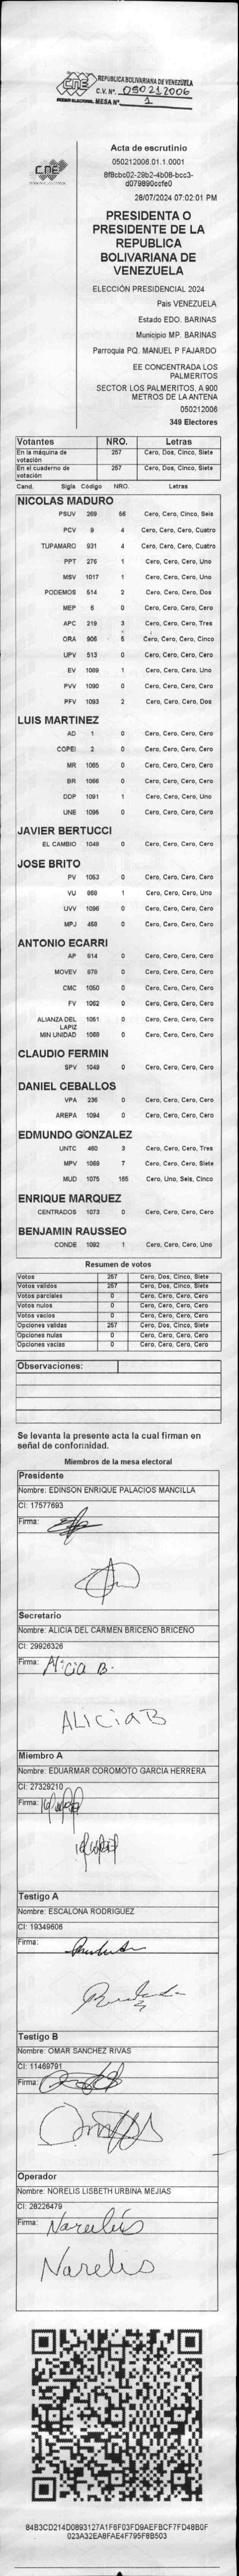 CNE
REPUBLICA BOLIVARIANA DE VENEZUELA
C.V. Nº. 050212006
PODER ELECTORAL MESA Nº. 1
Acta de escrutinio
050212006.01.1.0001
8f8cbc02-29b2-4b08-bcc3-
d079890ccfe0
28/07/2024 07:02:01 PM
PRESIDENTA O
PRESIDENTE DE LA
REPUBLICA
BOLIVARIANA DE
VENEZUELA
ELECCIÓN PRESIDENCIAL 2024
Pais VENEZUELA
Estado EDO. BARINAS
Municipio MP. BARINAS
Parroquia PQ. MANUEL P FAJARDO
EE CONCENTRADA LOS
PALMERITOS
SECTOR LOS PALMERITOS, A 900
METROS DE LA ANTENA
050212006
349 Electores
Votantes NRO. Letras
En la máquina de votación 257 Cero, Dos, Cinco, Siete
En el cuaderno de votación 257 Cero, Dos, Cinco, Siete
Cand. Sigla Código NRO. Letras
NICOLAS MADURO
PSUV 269 56 Cero, Cero, Cinco, Seis
PCV 9 4 Cero, Cero, Cero, Cuatro
TUPAMARO 931 4 Cero, Cero, Cero, Cuatro
PPT 276 1 Cero, Cero, Cero, Uno
MSV 1017 1 Cero, Cero, Cero, Uno
PODEMOS 514 2 Cero, Cero, Cero, Dos
MEP 6 0 Cero, Cero, Cero, Cero
APC 219 3 Cero, Cero, Cero, Tres
ORA 906 5 Cero, Cero, Cero, Cinco
UPV 513 0 Cero, Cero, Cero, Cero
EV 1089 1 Cero, Cero, Cero, Uno
PVV 1090 0 Cero, Cero, Cero, Cero
PFV 1093 2 Cero, Cero, Cero, Dos
LUIS MARTINEZ
AD 1 0 Cero, Cero, Cero, Cero
COPEI 2 0 Cero, Cero, Cero, Cero
MR 1065 0 Cero, Cero, Cero, Cero
BR 1066 0 Cero, Cero, Cero, Cero
DDP 1091 1 Cero, Cero, Cero, Uno
UNE 1095 0 Cero, Cero, Cero, Cero
JAVIER BERTUCCI
EL CAMBIO 1048 0 Cero, Cero, Cero, Cero
JOSE BRITO
PV 1053 0 Cero, Cero, Cero, Cero
VU 868 1 Cero, Cero, Cero, Uno
UVV 1096 0 Cero, Cero, Cero, Cero
MPJ 458 0 Cero, Cero, Cero, Cero
ANTONIO ECARRI
AP 914 0 Cero, Cero, Cero, Cero
MOVEV 979 0 Cero, Cero, Cero, Cero
CMC 1050 0 Cero, Cero, Cero, Cero
FV 1062 0 Cero, Cero, Cero, Cero
ALIANZA DEL LAPIZ 1051 0 Cero, Cero, Cero, Cero
MIN UNIDAD 1068 0 Cero, Cero, Cero, Cero
CLAUDIO FERMIN
SPV 1049 0 Cero, Cero, Cero, Cero
DANIEL CEBALLOS
VPA 236 0 Cero, Cero, Cero, Cero
AREPA 1094 0 Cero, Cero, Cero, Cero
EDMUNDO GONZALEZ
UNTC 460 3 Cero, Cero, Cero, Tres
MPV 1069 7 Cero, Cero, Cero, Siete
MUD 1075 165 Cero, Uno, Seis, Cinco
ENRIQUE MARQUEZ
CENTRADOS 1073 0 Cero, Cero, Cero, Cero
BENJAMIN RAUSSEO
CONDE 1092 1 Cero, Cero, Cero, Uno
Resumen de votos
Votos 257 Cero, Dos, Cinco, Siete
Votos validos 257 Cero, Dos, Cinco, Siete
Votos parciales 0 Cero, Cero, Cero, Cero
Votos nulos 0 Cero, Cero, Cero, Cero
Votos vacios 0 Cero, Cero, Cero, Cero
Opciones validas 257 Cero, Dos, Cinco, Siete
Opciones nulas 0 Cero, Cero, Cero, Cero
Opciones vacias 0 Cero, Cero, Cero, Cero
Observaciones:
Se levanta la presente acta la cual firman en
señal de conformidad.
Miembros de la mesa electoral
Presidente
Nombre: EDINSON ENRIQUE PALACIOS MANCILLA
CI: 17577693
Firma:
Secretario
Nombre: ALICIA DEL CARMEN BRICENO BRICENO
CI: 29926326
Firma: Alicia B.
Alicia B
Miembro A
Nombre: EDUARMAR COROMOTO GARCIA HERRERA
CI: 27329210
Firma:
Testigo A
Nombre: ESCALONA RODRIGUEZ
CI: 19349606
Firma:
Testigo B
Nombre: OMAR SANCHEZ RIVAS
CI: 11469791
Firma:
Operador
Nombre: NORELIS LISBETH URBINA MEJIAS
CI: 28226479
Firma: Norelis
Norelis
84B3CD214D0893127A1F6F03FD9AEFBCF7FD48B0F
023A32EA8FAE4F795F8B503